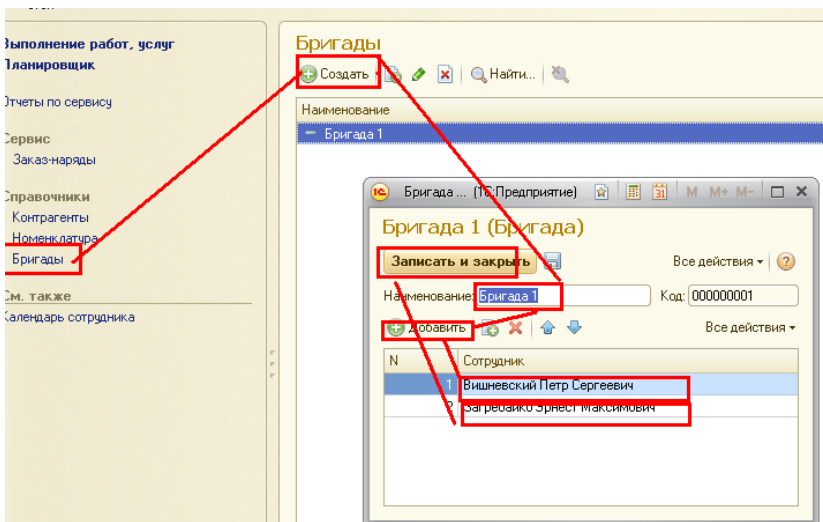 Выполнение работ, услуг
Планировщик
Отчеты по сервису
Сервис
Заказ-наряды
Справочники
Контрагенты
Номенклатура
Бригады
См. также
Календарь сотрудника
Бригады
Создать
Найти...
Наименование
Бригада 1
1С Бригада ... (1С:Предприятие) 31 M M+ M-
Бригада 1 (Бригада)
Записать и закрыть Все действия ?
Наименование: Бригада 1 Код: 000000001
Добавить Все действия
N Сотрудник
1 Вишневский Петр Сергеевич
2 Загребайко Эрнест Максимович